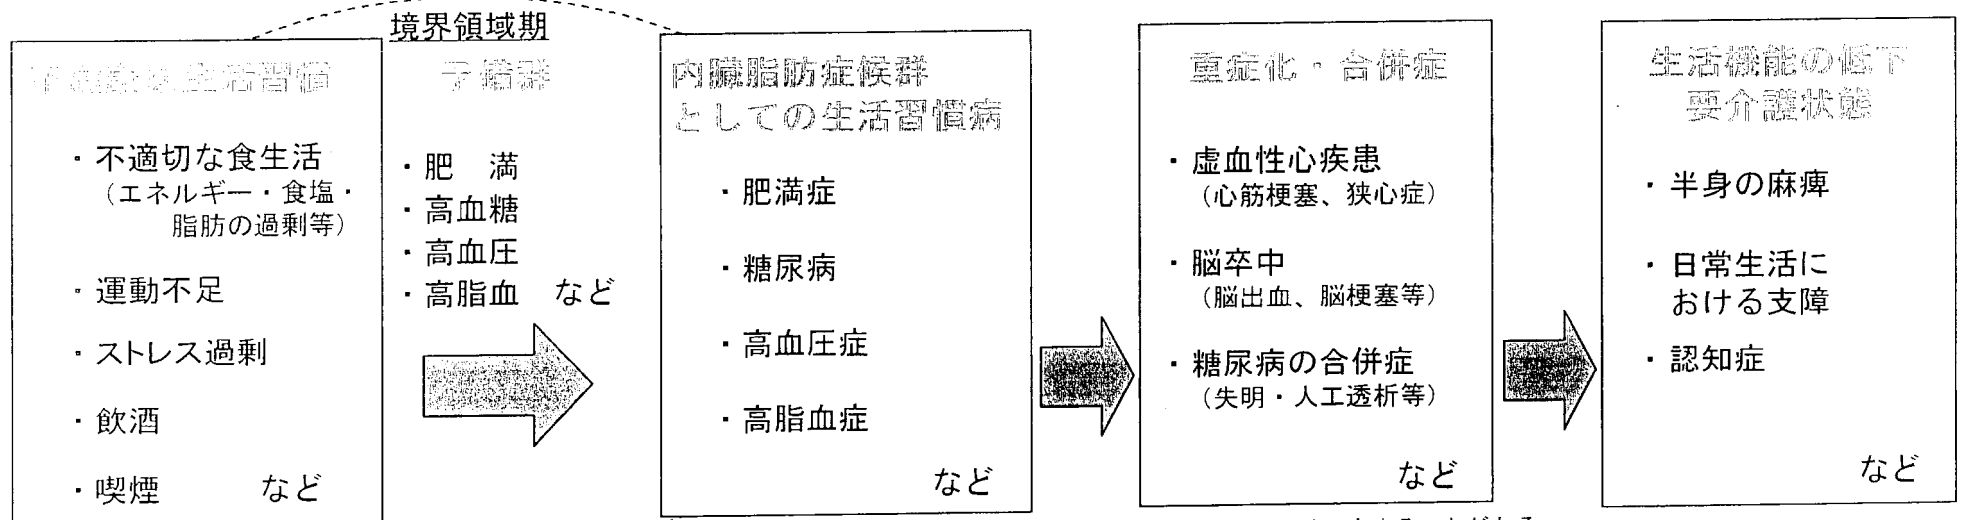 境界領域期
生活習慣
予備群
・不適切な食生活
(エネルギー・食塩・
脂肪の過剰等)
・運動不足
・ストレス過剰
・飲酒
・喫煙 など
・肥 満
・高血糖
・高血圧
・高脂血 など
内臓脂肪症候群
としての生活習慣病
・肥満症
・糖尿病
・高血圧症
・高脂血症
など
重症化・合併症
・虚血性心疾患
(心筋梗塞、狭心症)
・脳卒中
(脳出血、脳梗塞等)
・糖尿病の合併症
(失明・人工透析等)
など
生活機能の低下
要介護状態
・半身の麻痺
・日常生活に
おける支障
・認知症
など